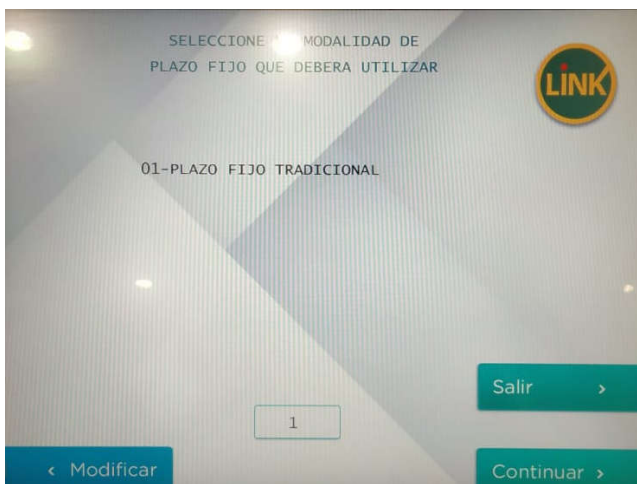 SELECCIONE MODALIDAD DE
PLAZO FIJO QUE DEBERA UTILIZAR
LINK
01-PLAZO FIJO TRADICIONAL
Salir >
1
< Modificar
Continuar >